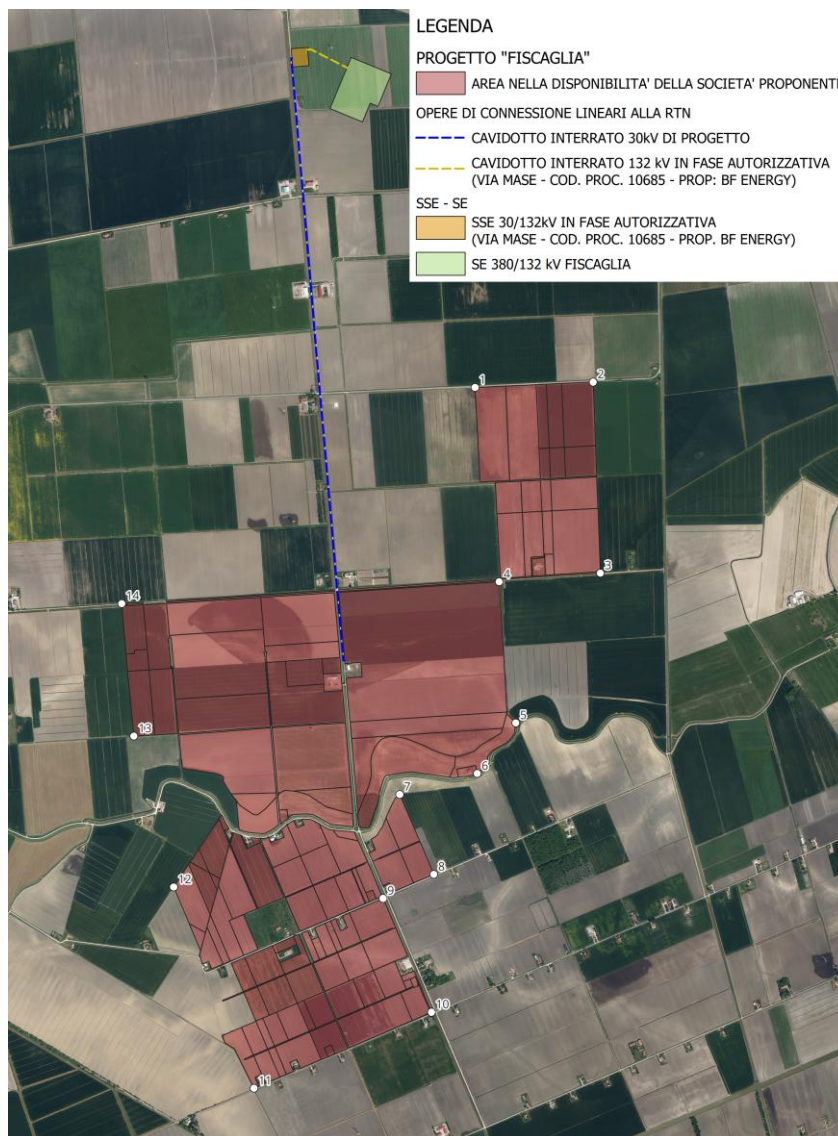 LEGENDA
PROGETTO "FISCAGLIA"
AREA NELLA DISPONIBILITA' DELLA SOCIETA' PROPONENTE
OPERE DI CONNESSIONE LINEARI ALLA RTN
CAVIDOTTO INTERRATO 30kV DI PROGETTO
CAVIDOTTO INTERRATO 132 kV IN FASE AUTORIZZATIVA
(VIA MASE - COD. PROC. 10685 - PROP: BF ENERGY)
SSE - SE
SSE 30/132kV IN FASE AUTORIZZATIVA
(VIA MASE - COD. PROC. 10685 - PROP. BF ENERGY)
SE 380/132 kV FISCAGLIA
1
2
3
4
5
6
7
8
9
10
11
12
13
14